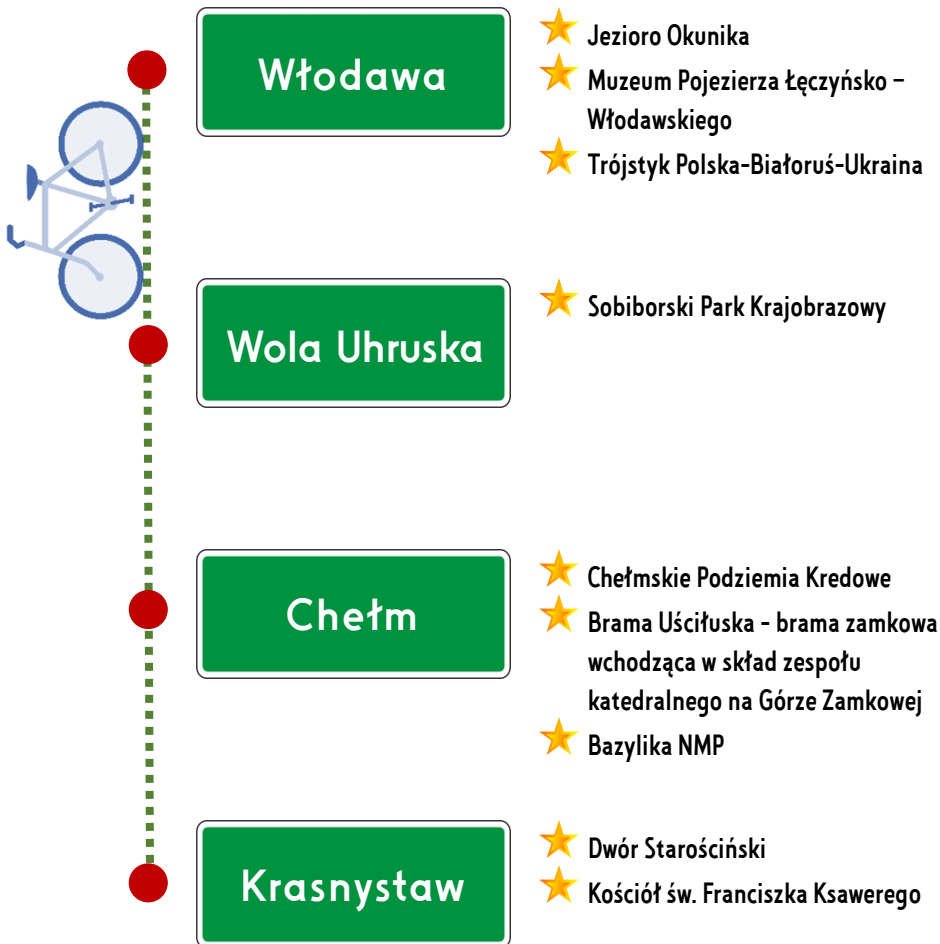 Włodawa
Jezioro Okunika
Muzeum Pojezierza Łęczyńsko –
Włodawskiego
Trójstyk Polska-Białoruś-Ukraina
Wola Uhruska
Sobiborski Park Krajobrazowy
Chełm
Chełmskie Podziemia Kredowe
Brama Uściłuska - brama zamkowa
wchodząca w skład zespołu
katedralnego na Górze Zamkowej
Bazylika NMP
Krasnystaw
Dwór Starościński
Kościół św. Franciszka Ksawerego